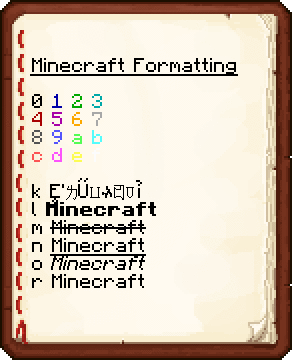 Minecraft Formatting
0 1 2 3
4 5 6 7
8 9 a b
c d e
k
l Minecraft
m Minecraft
n Minecraft
o Minecraft
r Minecraft